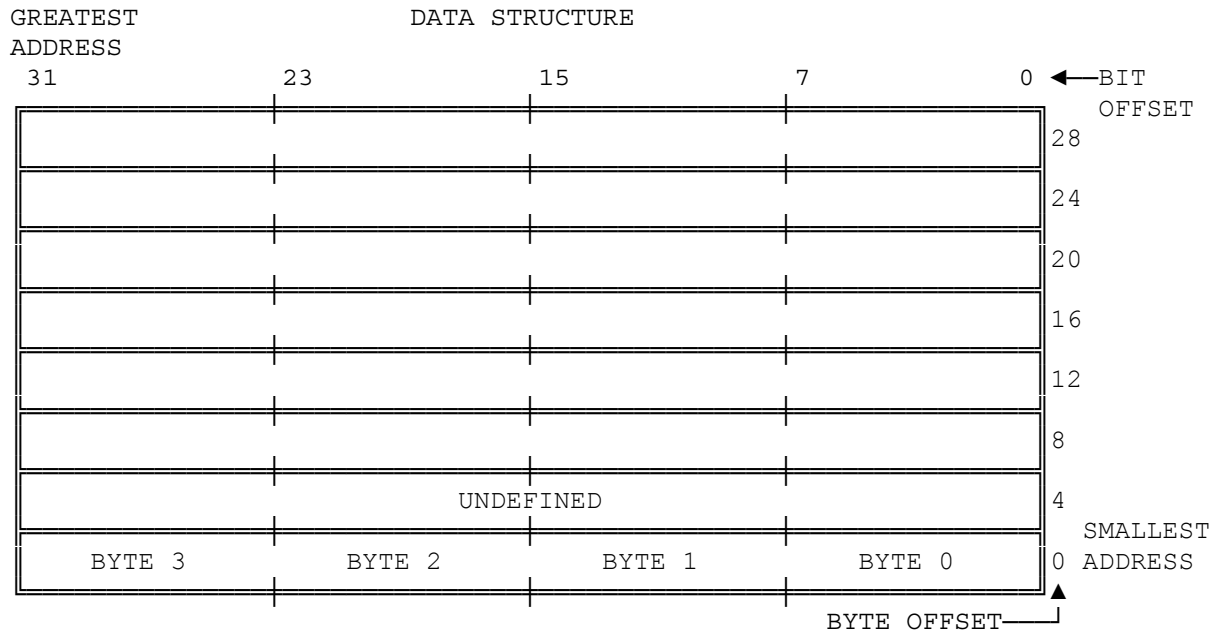 GREATEST DATA STRUCTURE
ADDRESS
31 23 15 7 0 ◄──BIT
OFFSET
28
24
20
16
12
8
UNDEFINED 4
SMALLEST
BYTE 3 BYTE 2 BYTE 1 BYTE 0 0 ADDRESS
BYTE OFFSET